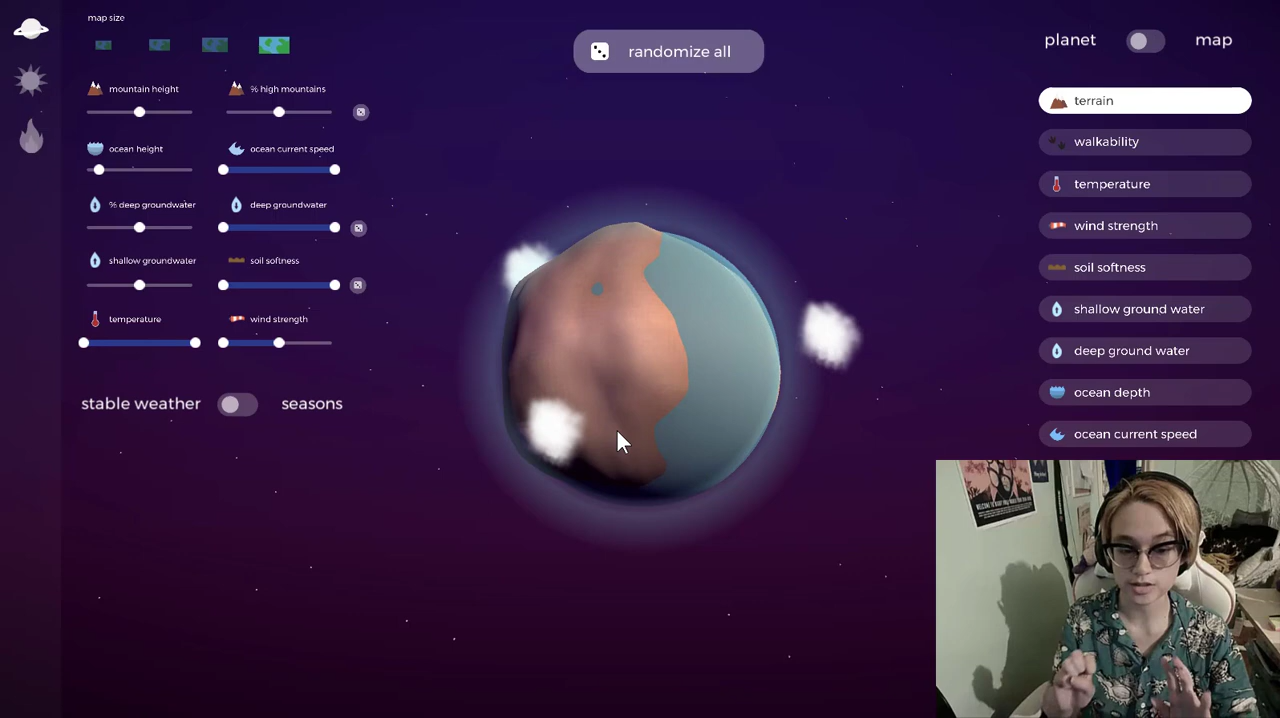 map size
randomize all
planet
map
mountain height
% high mountains
ocean height
ocean current speed
% deep groundwater
deep groundwater
shallow groundwater
soil softness
temperature
wind strength
stable weather
seasons
terrain
walkability
temperature
wind strength
soil softness
shallow ground water
deep ground water
ocean depth
ocean current speed